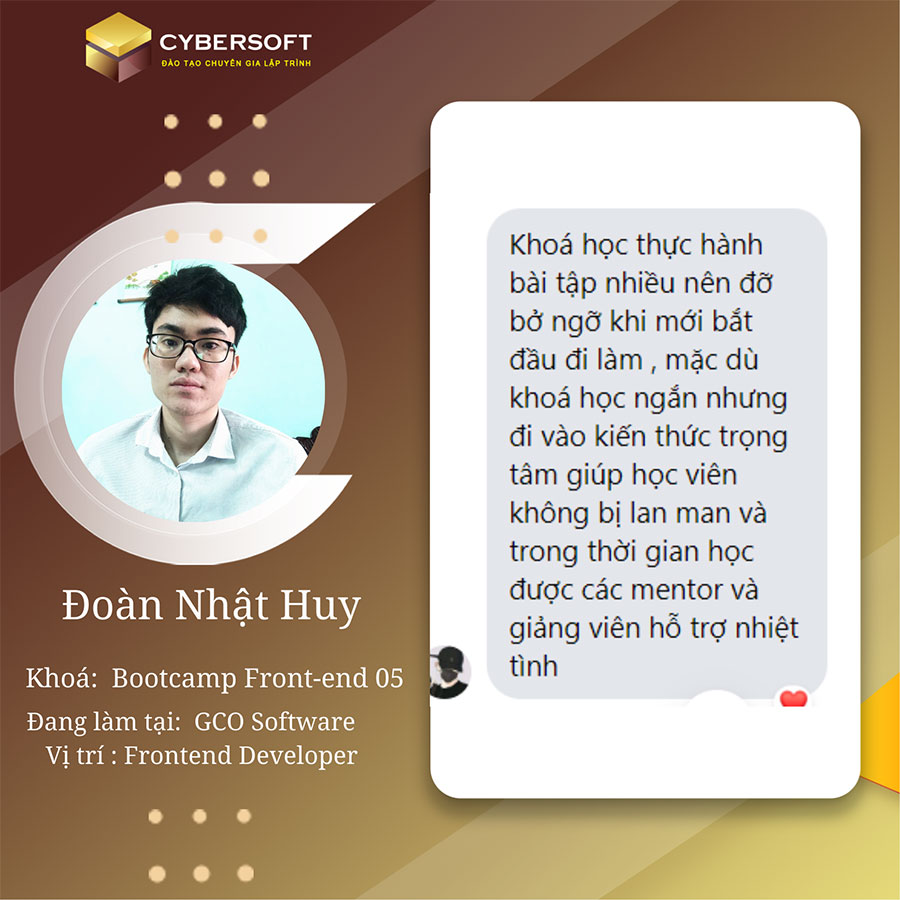 CYBERSOFT
ĐÀO TẠO CHUYÊN GIA LẬP TRÌNH
Đoàn Nhật Huy
Khoá: Bootcamp Front-end 05
Đang làm tại: GCO Software
Vị trí : Frontend Developer
Khoá học thực hành
bài tập nhiều nên đỡ
bở ngỡ khi mới bắt
đầu đi làm , mặc dù
khoá học ngắn nhưng
đi vào kiến thức trọng
tâm giúp học viên
không bị lan man và
trong thời gian học
được các mentor và
giảng viên hỗ trợ nhiệt
tình